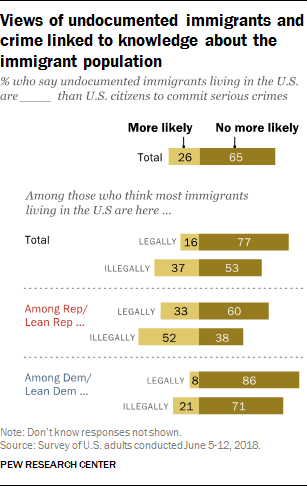 Views of undocumented immigrants and
crime linked to knowledge about the
immigrant population
% who say undocumented immigrants living in the U.S.
are _____ than U.S. citizens to commit serious crimes
More likely No more likely
Total 26 65
Among those who think most immigrants
living in the U.S are here ...
Total LEGALLY 16 77
ILLEGALLY 37 53
Among Rep/
Lean Rep ...
LEGALLY 33 60
ILLEGALLY 52 38
Among Dem/
Lean Dem ...
LEGALLY 8 86
ILLEGALLY 21 71
Note: Don't know responses not shown.
Source: Survey of U.S. adults conducted June 5-12, 2018.
PEW RESEARCH CENTER